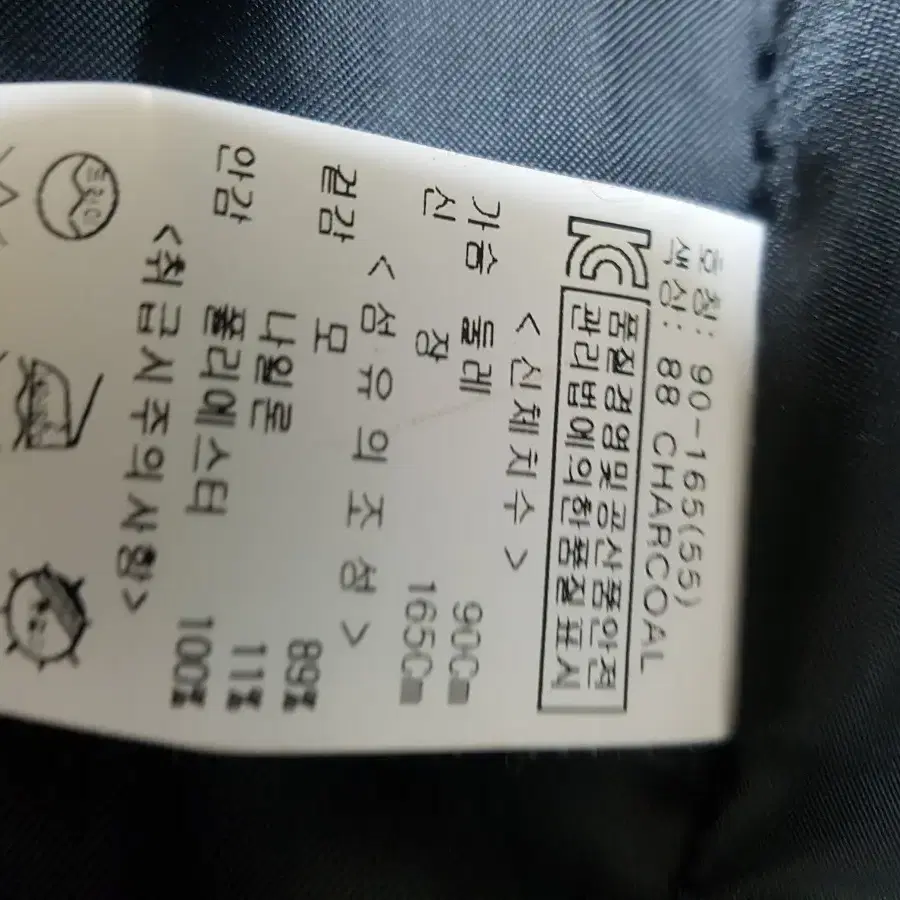 호칭: 90-165(55)
색상: 88 CHARCOAL
KC 품질경영및공산품안전
관리법에의한품질표시
<신체치수>
가슴 둘레 90Cm
신 장 165Cm
<섬유의조성>
겉감 모 89%
나일론 11%
안감 폴리에스터 100%
<취급시주의사항>